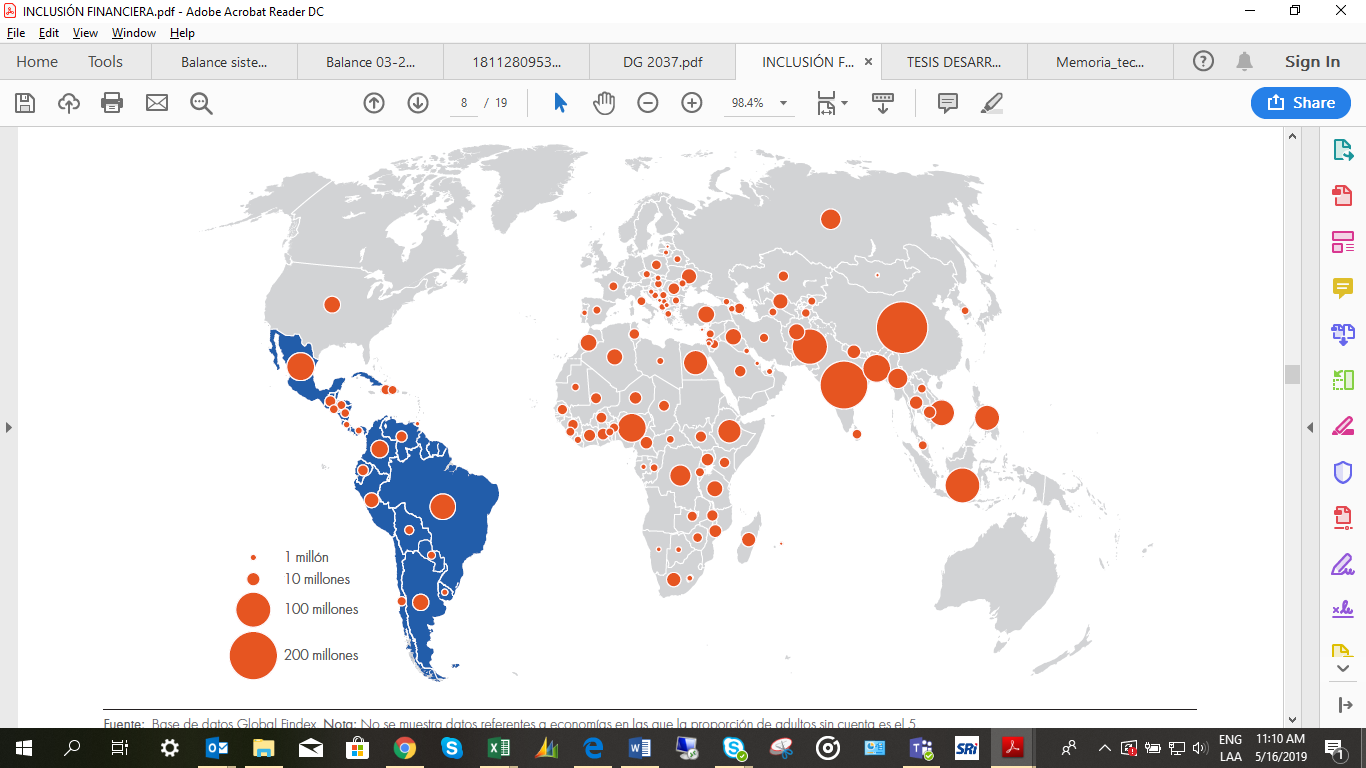 INCLUSIÓN FINANCIERA.pdf - Adobe Acrobat Reader DC
File Edit View Window Help
Home Tools Balance siste... Balance 03-2... 1811280953... DG 2037.pdf INCLUSIÓN F... × TESIS DESARR... Memoria_tec... Sign In
8 / 19 98.4% Share
1 millón
10 millones
100 millones
200 millones
Fuente: Base de datos Global Findex. Nota: No se muestra datos referentes a economías en las que la proporción de adultos sin cuenta es el 5
ENG 11:10 AM
LAA 5/16/2019
SRi
1